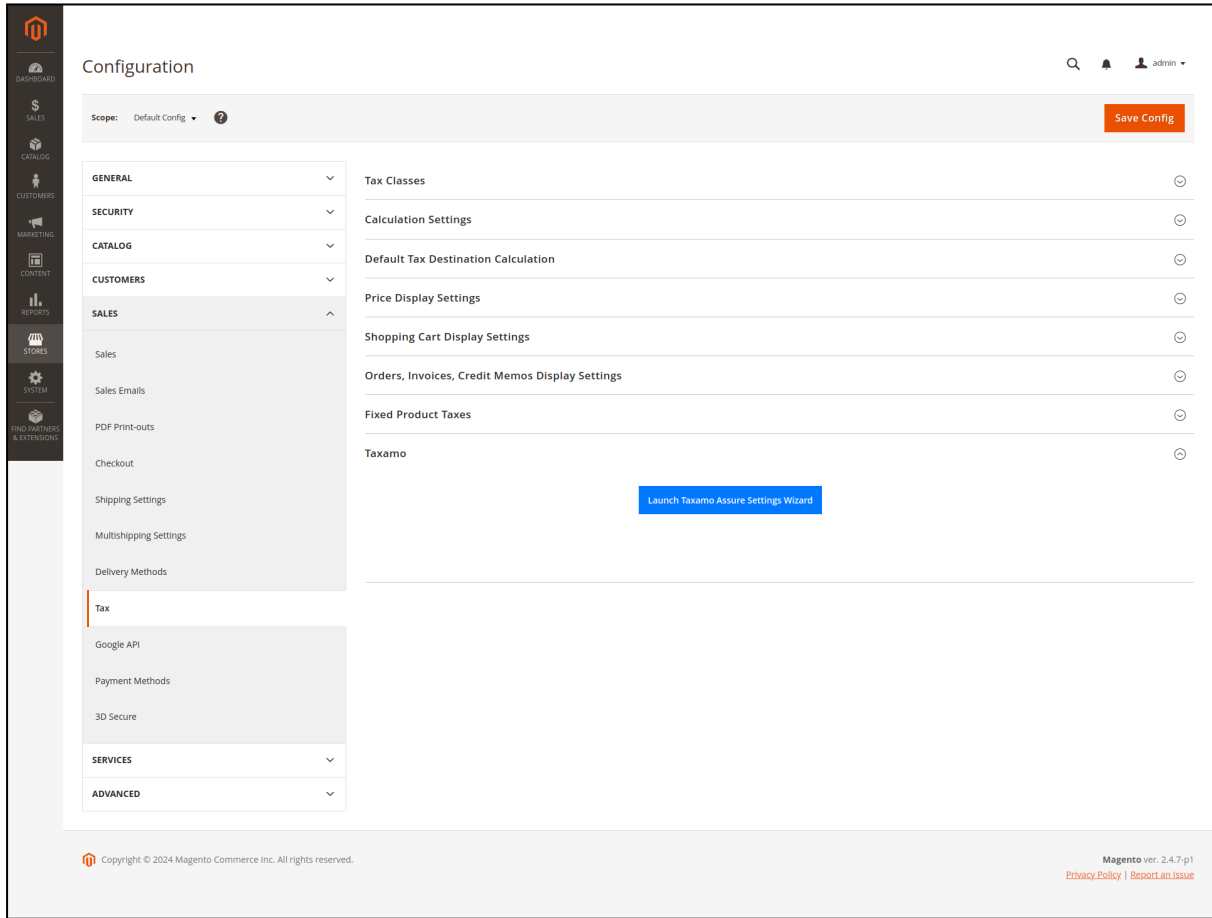 DASHBOARD
SALES
CATALOG
CUSTOMERS
MARKETING
CONTENT
REPORTS
STORES
SYSTEM
FIND PARTNERS
& EXTENSIONS
Configuration
admin
Scope: Default Config ?
Save Config
GENERAL
SECURITY
CATALOG
CUSTOMERS
SALES
Sales
Sales Emails
PDF Print-outs
Checkout
Shipping Settings
Multishipping Settings
Delivery Methods
Tax
Google API
Payment Methods
3D Secure
SERVICES
ADVANCED
Tax Classes
Calculation Settings
Default Tax Destination Calculation
Price Display Settings
Shopping Cart Display Settings
Orders, Invoices, Credit Memos Display Settings
Fixed Product Taxes
Taxamo
Launch Taxamo Assure Settings Wizard
Copyright © 2024 Magento Commerce Inc. All rights reserved.
Magento ver. 2.4.7-p1
Privacy Policy | Report an Issue